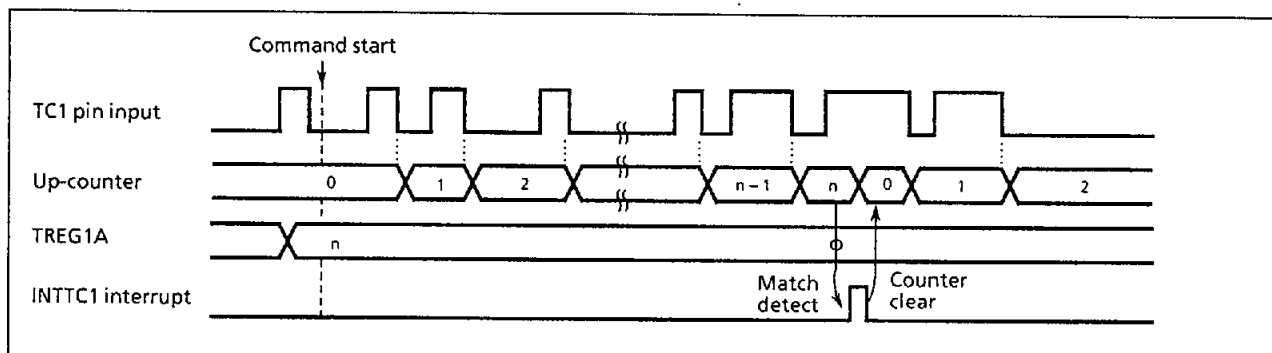 Command start
TC1 pin input
Up-counter
0 1 2 n – 1 n 0 1 2
TREG1A
n
INTTC1 interrupt
Match detect
Counter clear